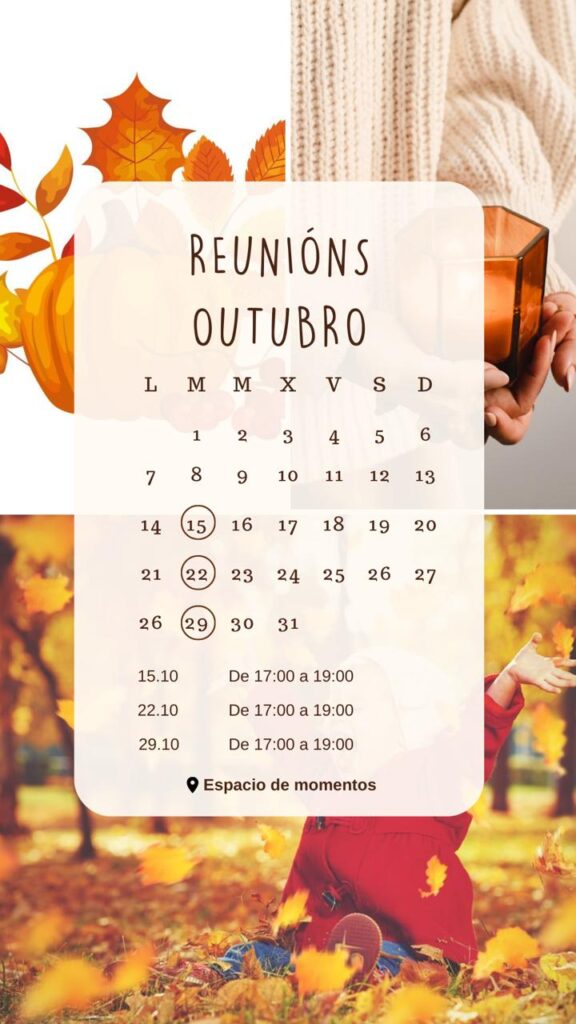 REUNIÓNS
OUTUBRO
L M M X V S D
1 2 3 4 5 6
7 8 9 10 11 12 13
14 15 16 17 18 19 20
21 22 23 24 25 26 27
26 29 30 31
15.10 De 17:00 a 19:00
22.10 De 17:00 a 19:00
29.10 De 17:00 a 19:00
Espacio de momentos